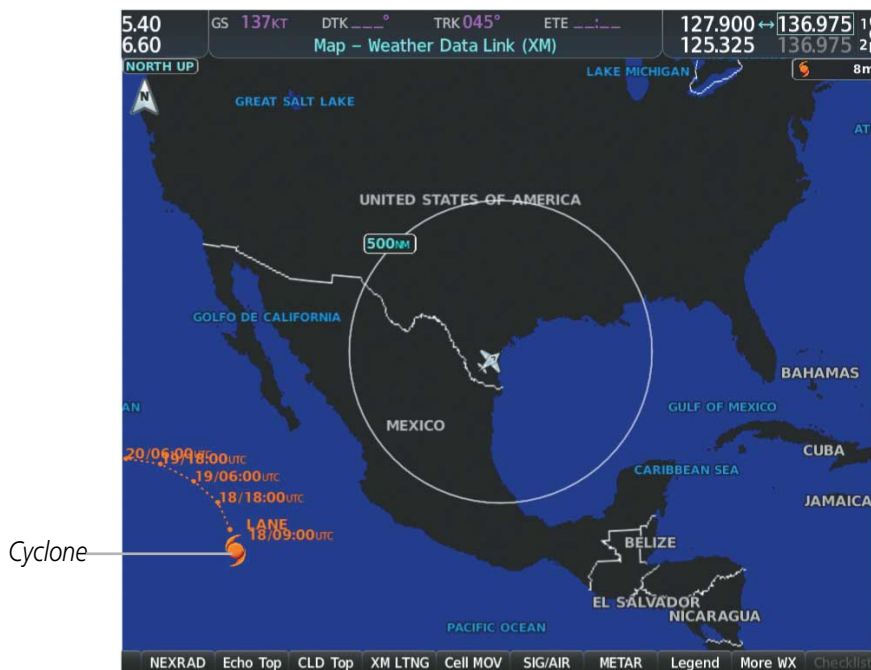 5.40 GS 137KT DTK ___° TRK 045° ETE __:__ 127.900 ↔ 136.975
6.60 Map – Weather Data Link (XM) 125.325 136.975
NORTH UP
LAKE MICHIGAN
8m
N
GREAT SALT LAKE
AT
UNITED STATES OF AMERICA
500NM
GOLFO DE CALIFORNIA
BAHAMAS
AN
GULF OF MEXICO
MEXICO
CUBA
20/06:00UTC
19/18:00UTC
CARIBBEAN SEA
19/06:00UTC
18/18:00UTC
JAMAICA
LANE
18/09:00UTC
BELIZE
Cyclone
EL SALVADOR
NICARAGUA
PACIFIC OCEAN
NEXRAD Echo Top CLD Top XM LTNG Cell MOV SIG/AIR METAR Legend More WX Checklist